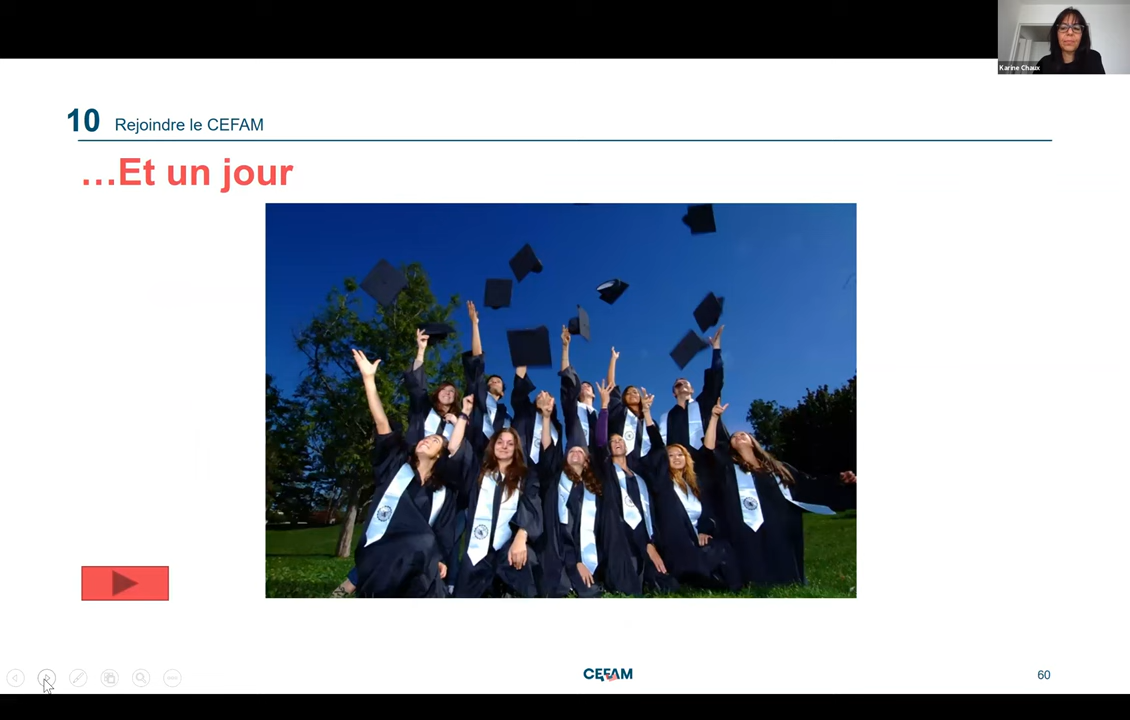 Karine Chaux
10 Rejoindre le CEFAM
…Et un jour
CEFAM
60